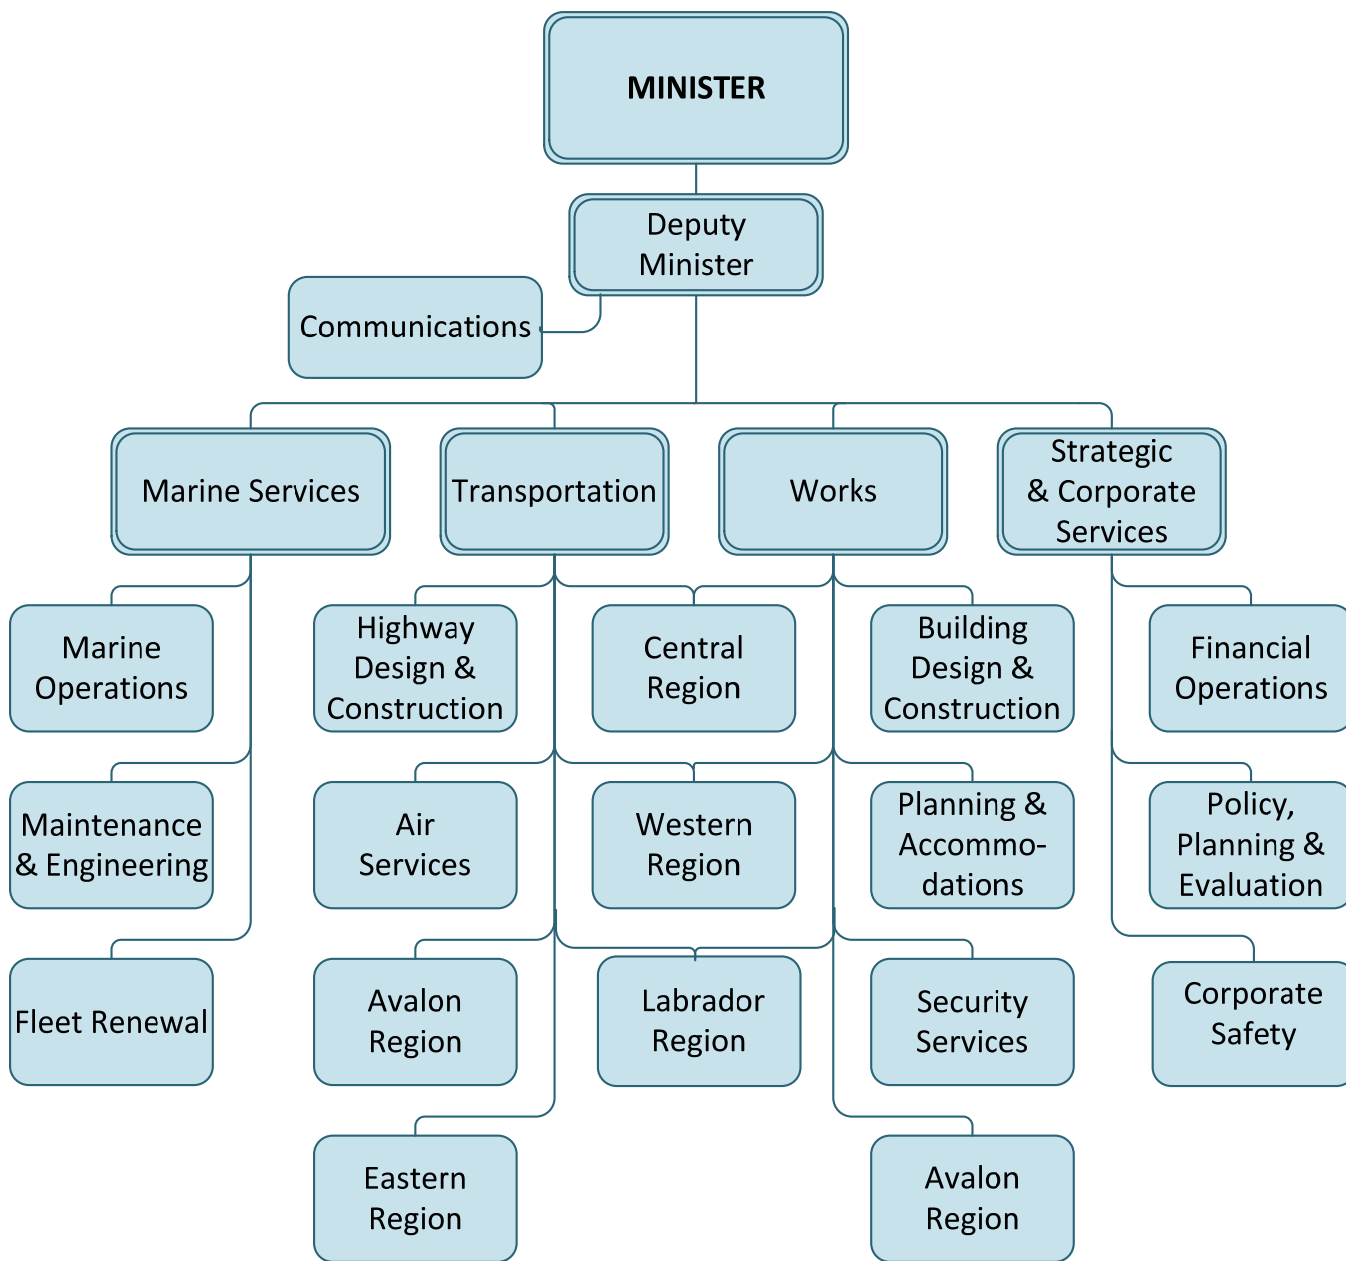 MINISTER
Deputy
Minister
Communications
Marine Services
Transportation
Works
Strategic
& Corporate
Services
Marine
Operations
Highway
Design &
Construction
Central
Region
Building
Design &
Construction
Financial
Operations
Maintenance
& Engineering
Air
Services
Western
Region
Planning &
Accommo-
dations
Policy,
Planning &
Evaluation
Fleet Renewal
Avalon
Region
Labrador
Region
Security
Services
Corporate
Safety
Eastern
Region
Avalon
Region